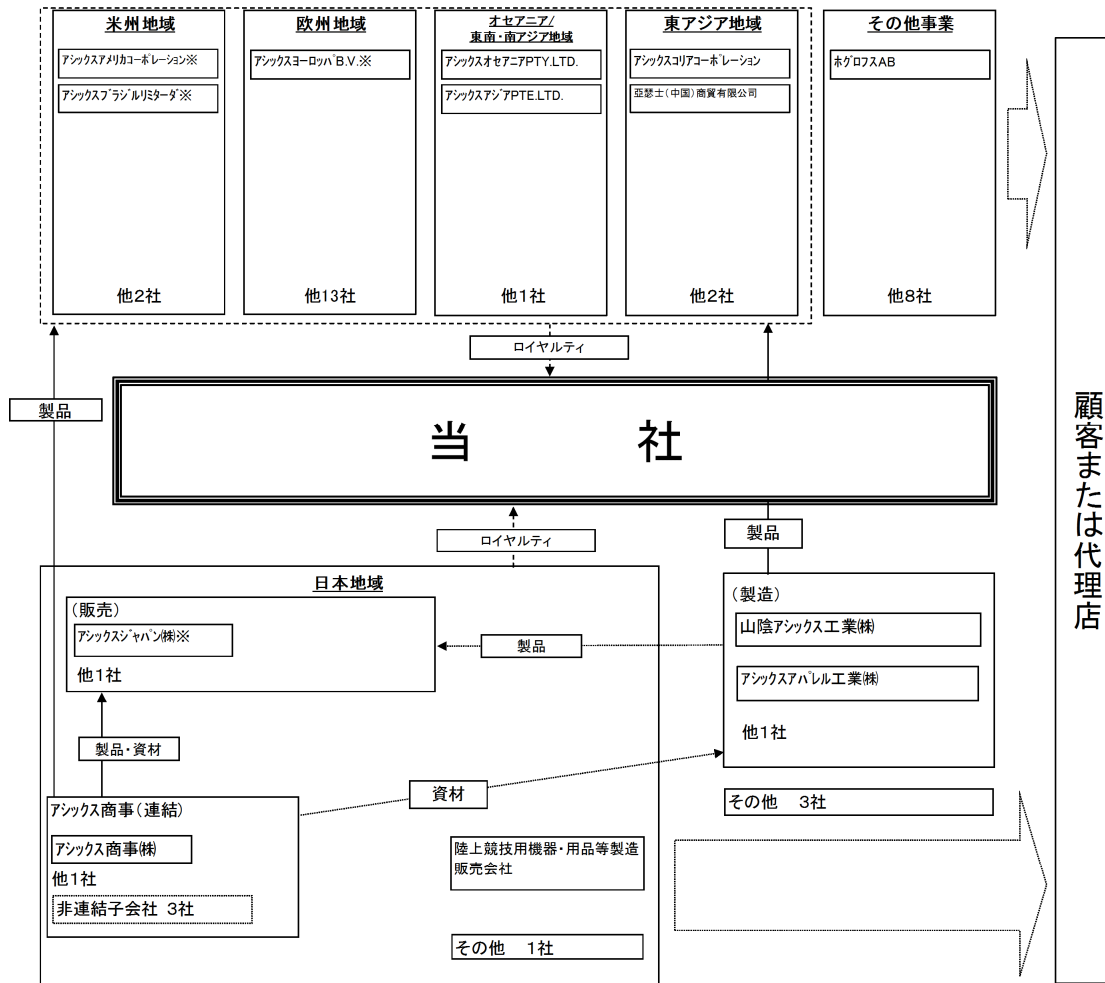 米州地域
アシックスアメリカコーポレーション※
アシックスブラジルリミターダ※
他2社
欧州地域
アシックスヨーロッパB.V.※
他13社
オセアニア/
東南・南アジア地域
アシックスオセアニアPTY.LTD.
アシックスアジアPTE.LTD.
他1社
東アジア地域
アシックスコリアコーポレーション
亞瑟士(中国)商貿有限公司
他2社
その他事業
ホグロフスAB
他8社
ロイヤルティ
製品
当 社
顧客または代理店
ロイヤルティ
製品
日本地域
(販売)
アシックスジャパン㈱※
他1社
製品
(製造)
山陰アシックス工業㈱
アシックスアパレル工業㈱
他1社
製品・資材
資材
その他 3社
アシックス商事(連結)
アシックス商事㈱
他1社
非連結子会社 3社
陸上競技用機器・用品等製造
販売会社
その他 1社